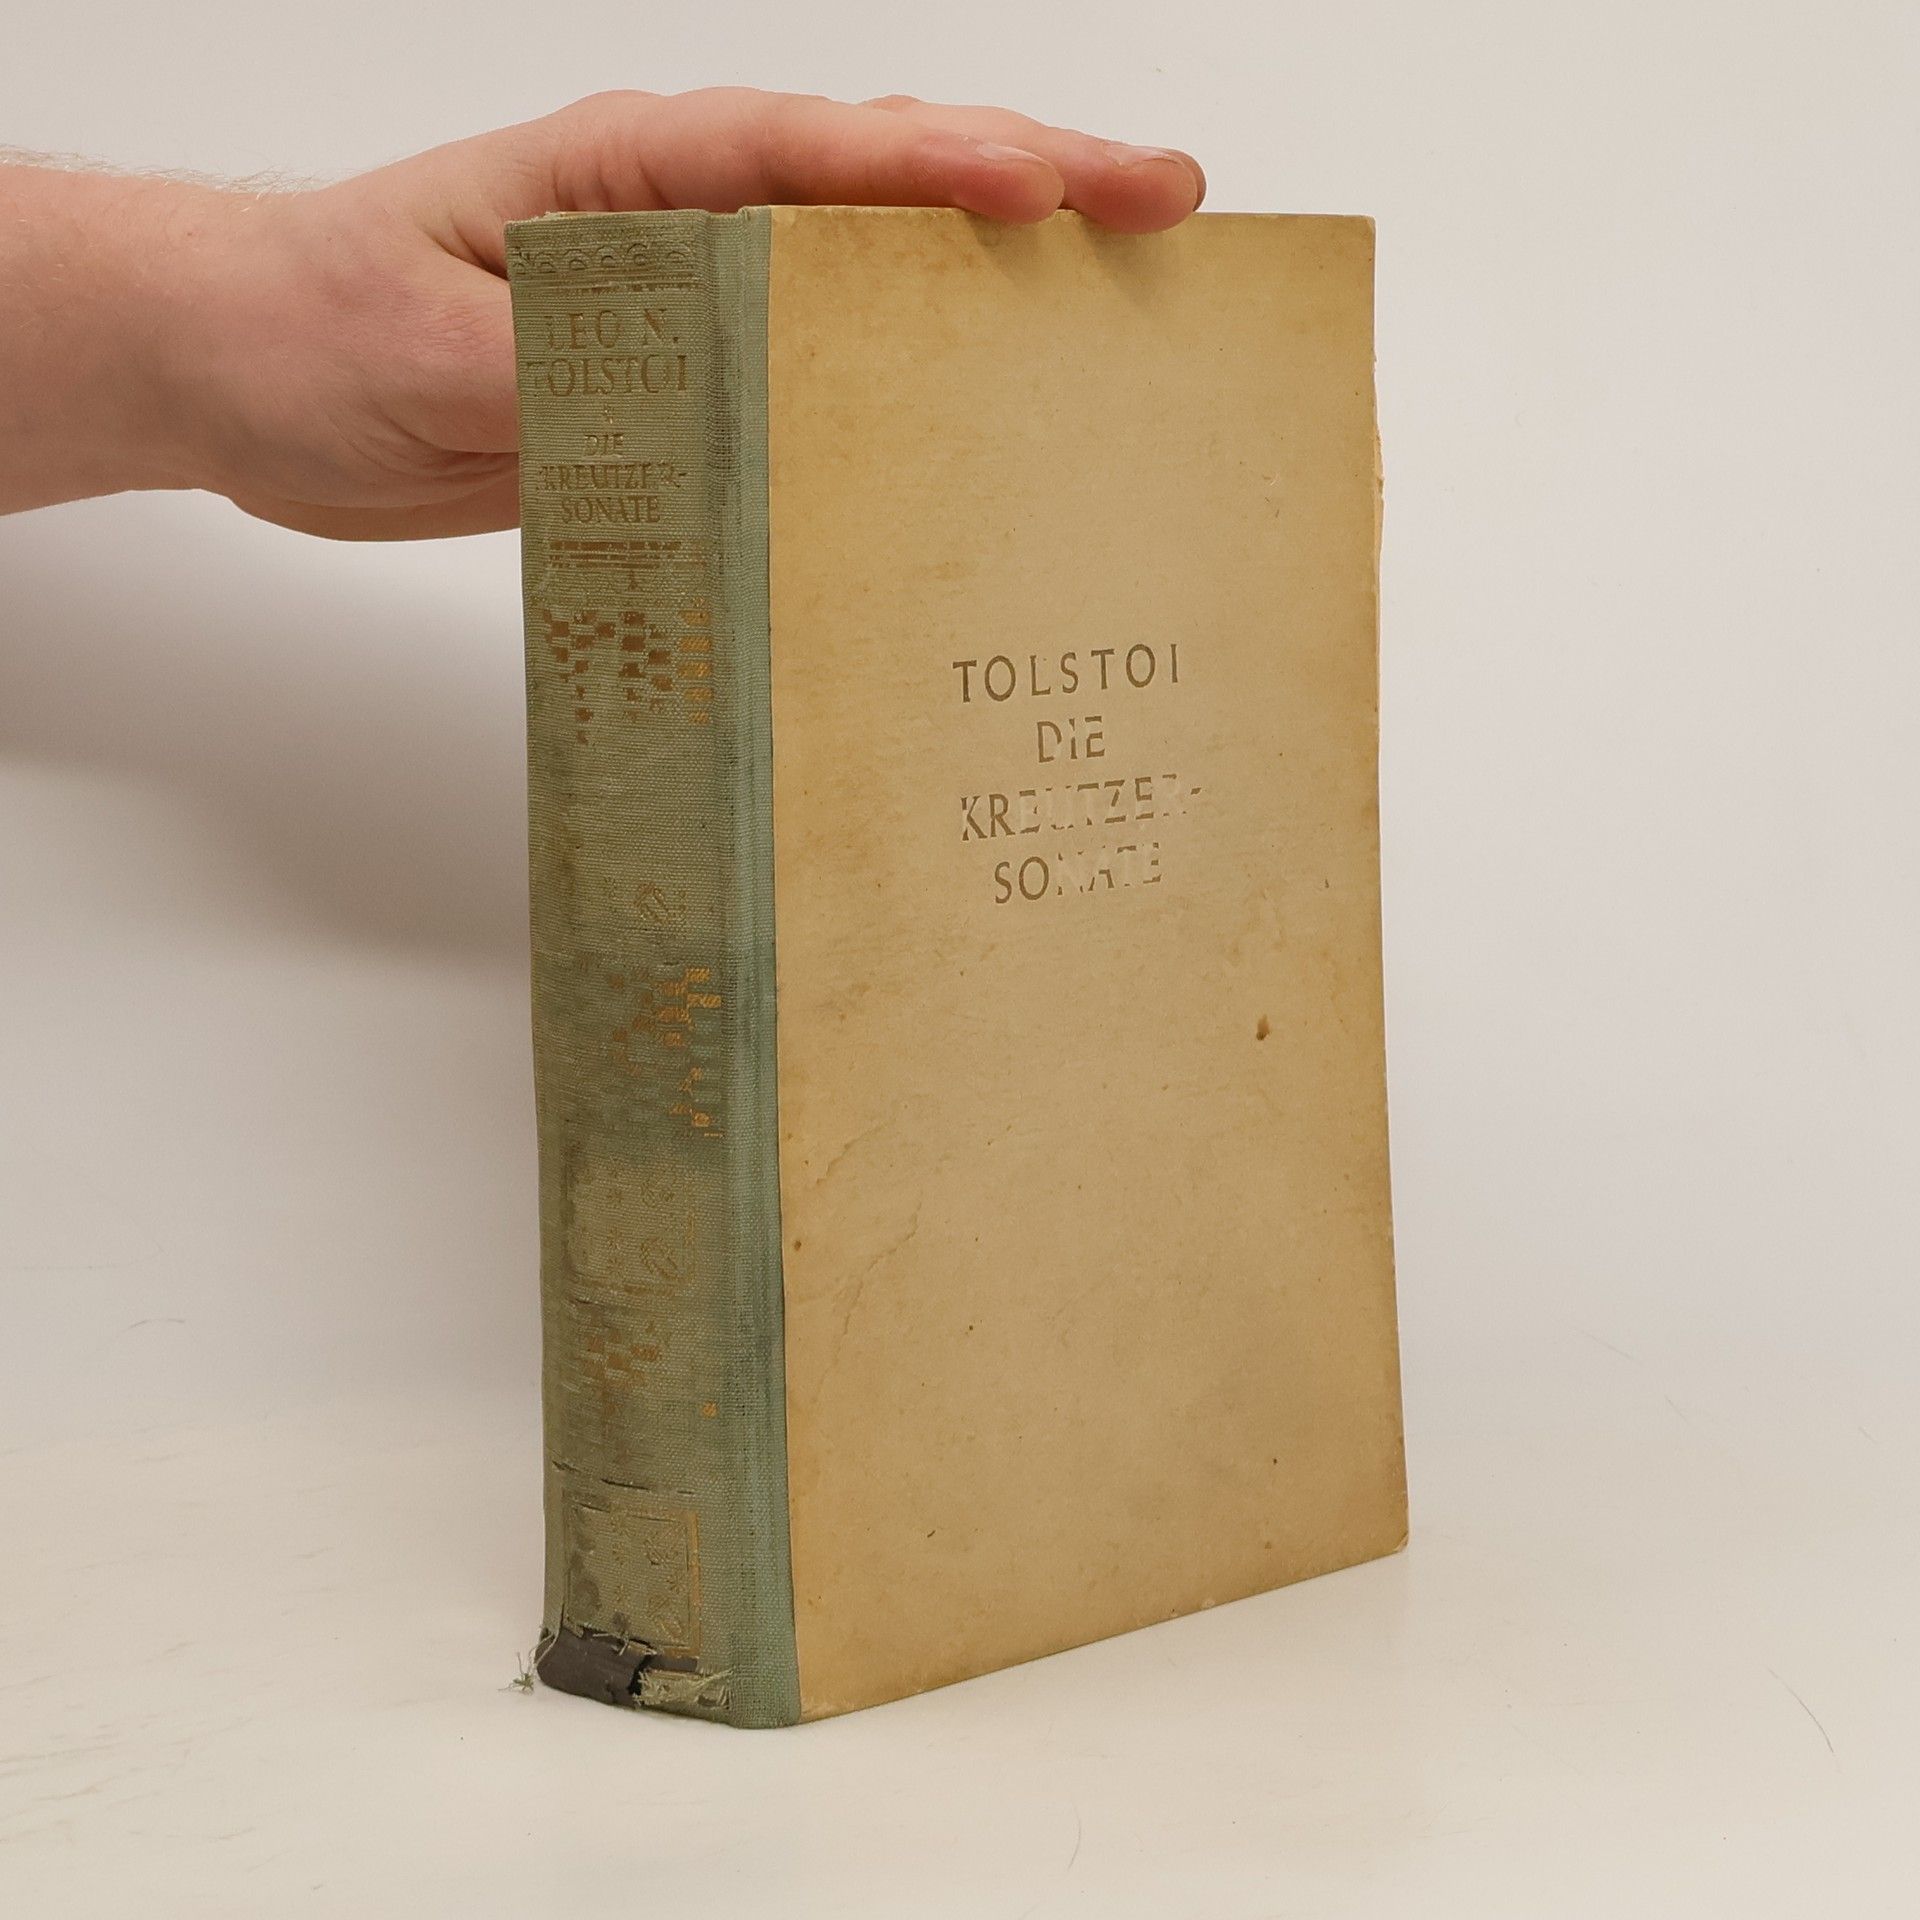 LEO N.
TOLSTOI
DIE
KREUTZER-
SONATE
TOLSTOI
DIE
KREUTZER-
SONATE